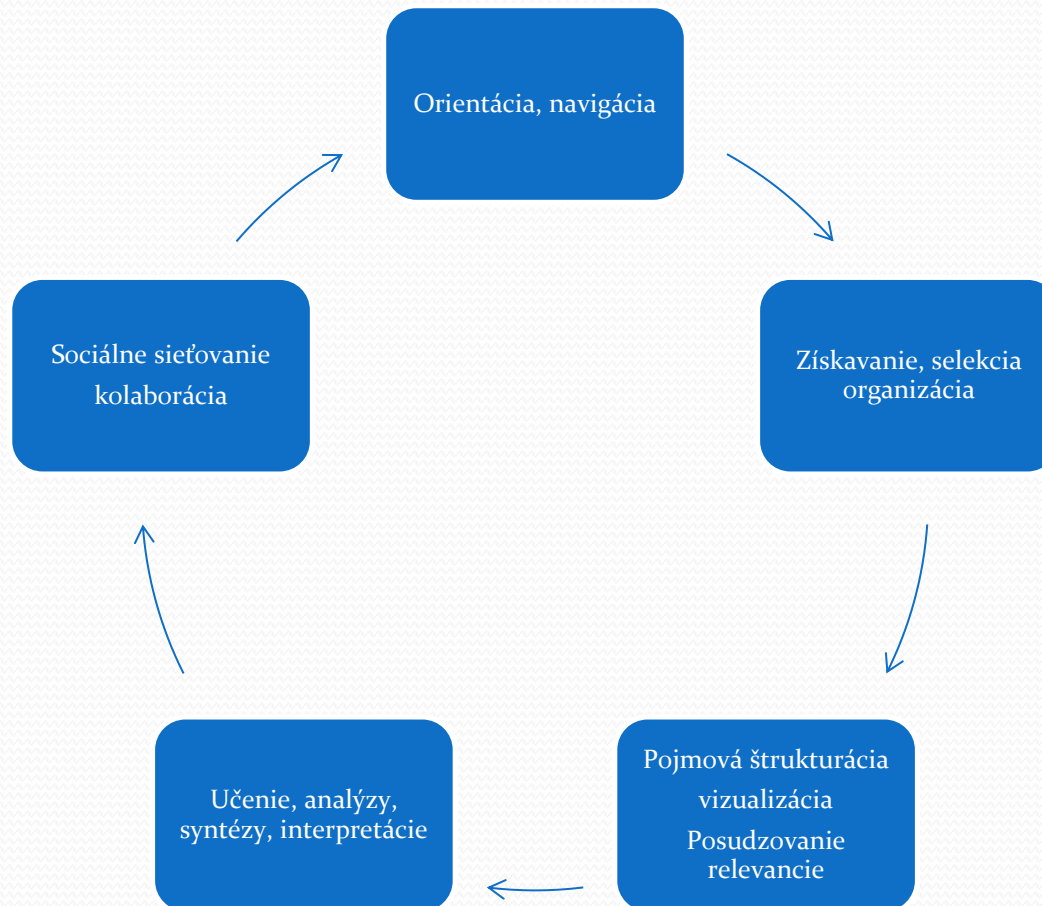 Orientácia, navigácia
Získavanie, selekcia
organizácia
Pojmová štrukturácia
vizualizácia
Posudzovanie
relevancie
Učenie, analýzy,
syntézy, interpretácie
Sociálne sieťovanie
kolaborácia